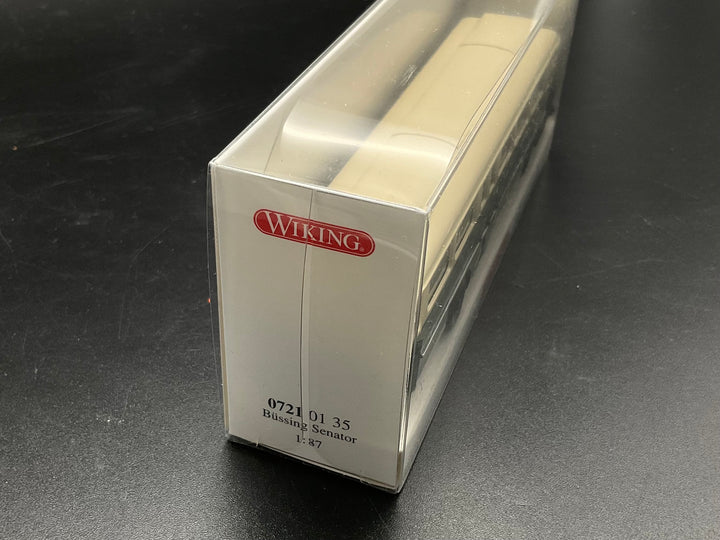 WIKING®
0721 01 35
Büssing Senator
1:87